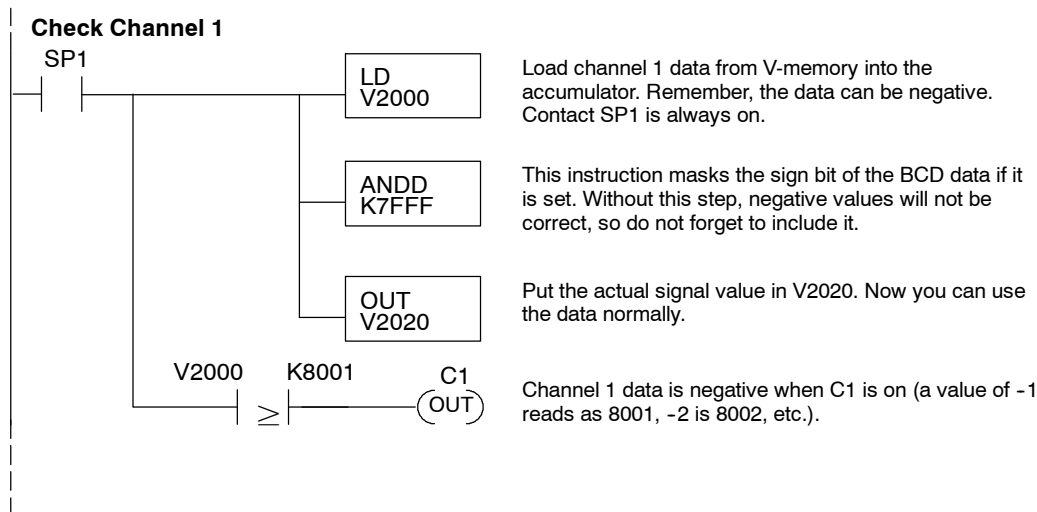 Check Channel 1
SP1
LD
V2000
Load channel 1 data from V-memory into the
accumulator. Remember, the data can be negative.
Contact SP1 is always on.
ANDD
K7FFF
This instruction masks the sign bit of the BCD data if it
is set. Without this step, negative values will not be
correct, so do not forget to include it.
OUT
V2020
Put the actual signal value in V2020. Now you can use
the data normally.
V2000 K8001 C1
≥ OUT
Channel 1 data is negative when C1 is on (a value of -1
reads as 8001, -2 is 8002, etc.).